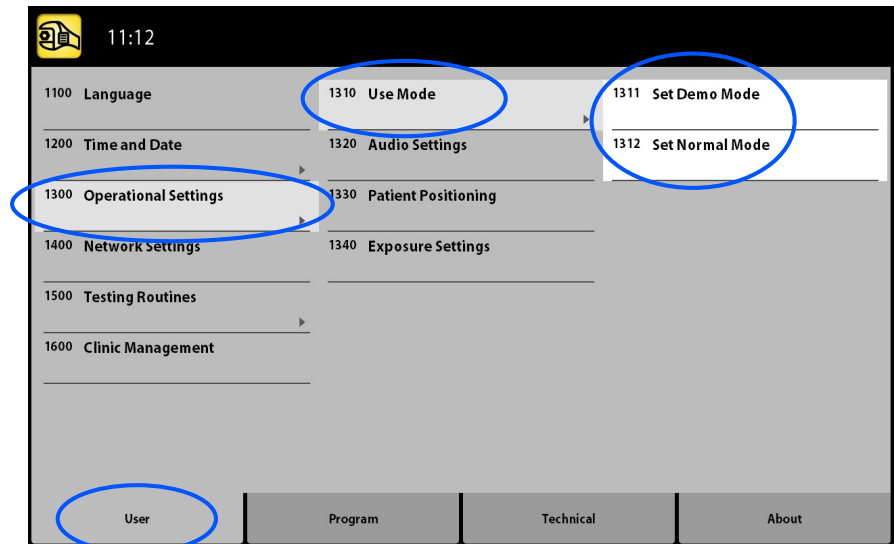 11:12
1100 Language
1200 Time and Date
1300 Operational Settings
1400 Network Settings
1500 Testing Routines
1600 Clinic Management
1310 Use Mode
1320 Audio Settings
1330 Patient Positioning
1340 Exposure Settings
1311 Set Demo Mode
1312 Set Normal Mode
User
Program
Technical
About